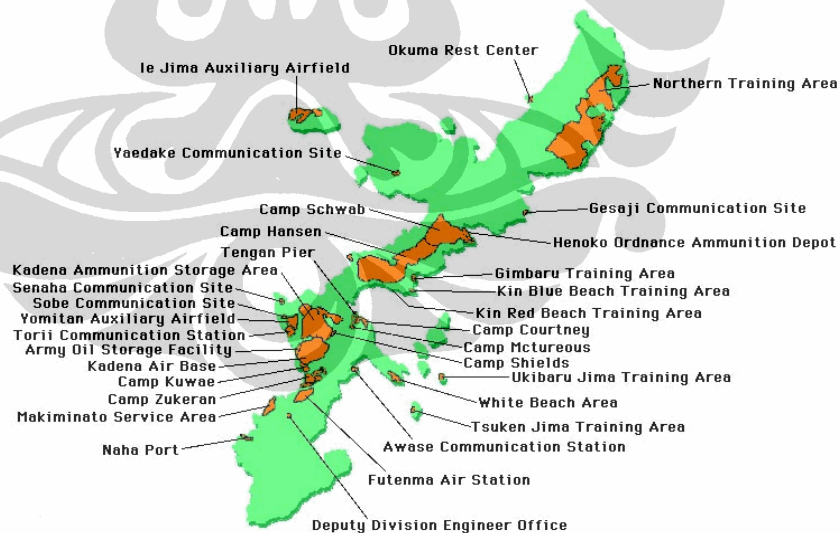 Okuma Rest Center
Ie Jima Auxiliary Airfield
Northern Training Area
Yaedake Communication Site
Camp Schwab
Gesaji Communication Site
Camp Hansen
Henoko Ordnance Ammunition Depot
Tengan Pier
Kadena Ammunition Storage Area
Gimbaru Training Area
Senaha Communication Site
Kin Blue Beach Training Area
Sobe Communication Site
Kin Red Beach Training Area
Yomitan Auxiliary Airfield
Camp Courtney
Torii Communication Station
Camp Mctureous
Army Oil Storage Facility
Camp Shields
Kadena Air Base
Ukibaru Jima Training Area
Camp Kuwae
Camp Zukeran
White Beach Area
Makiminato Service Area
Tsuken Jima Training Area
Awase Communication Station
Naha Port
Futenma Air Station
Deputy Division Engineer Office